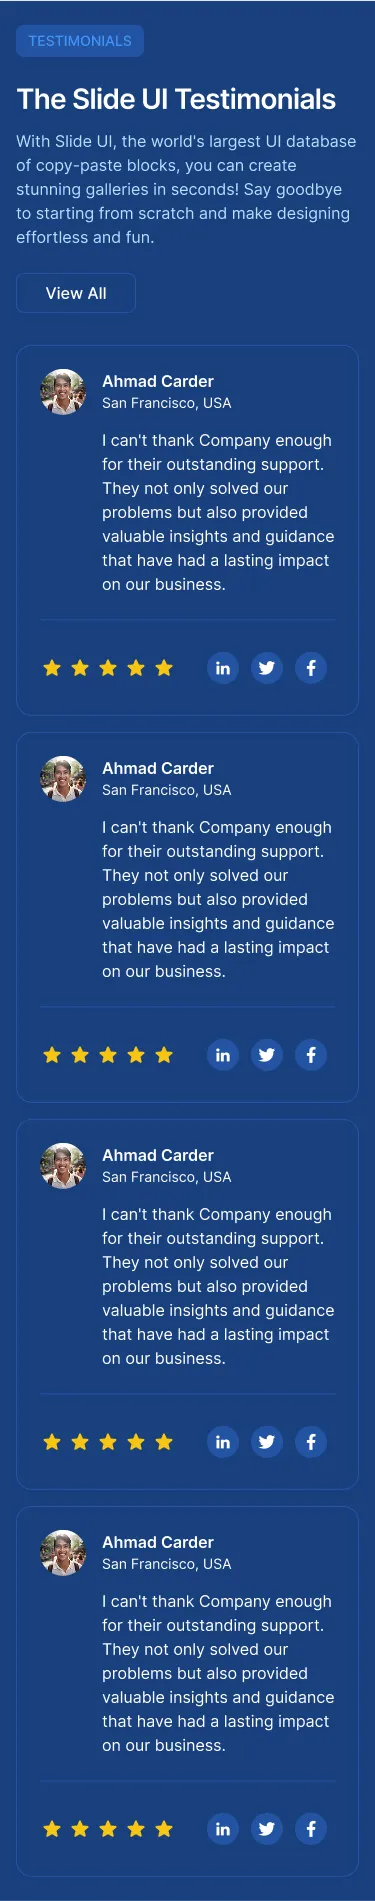 TESTIMONIALS
The Slide UI Testimonials
With Slide UI, the world's largest UI database
of copy-paste blocks, you can create
stunning galleries in seconds! Say goodbye
to starting from scratch and make designing
effortless and fun.
View All
Ahmad Carder
San Francisco, USA
I can't thank Company enough
for their outstanding support.
They not only solved our
problems but also provided
valuable insights and guidance
that have had a lasting impact
on our business.
Ahmad Carder
San Francisco, USA
I can't thank Company enough
for their outstanding support.
They not only solved our
problems but also provided
valuable insights and guidance
that have had a lasting impact
on our business.
Ahmad Carder
San Francisco, USA
I can't thank Company enough
for their outstanding support.
They not only solved our
problems but also provided
valuable insights and guidance
that have had a lasting impact
on our business.
Ahmad Carder
San Francisco, USA
I can't thank Company enough
for their outstanding support.
They not only solved our
problems but also provided
valuable insights and guidance
that have had a lasting impact
on our business.